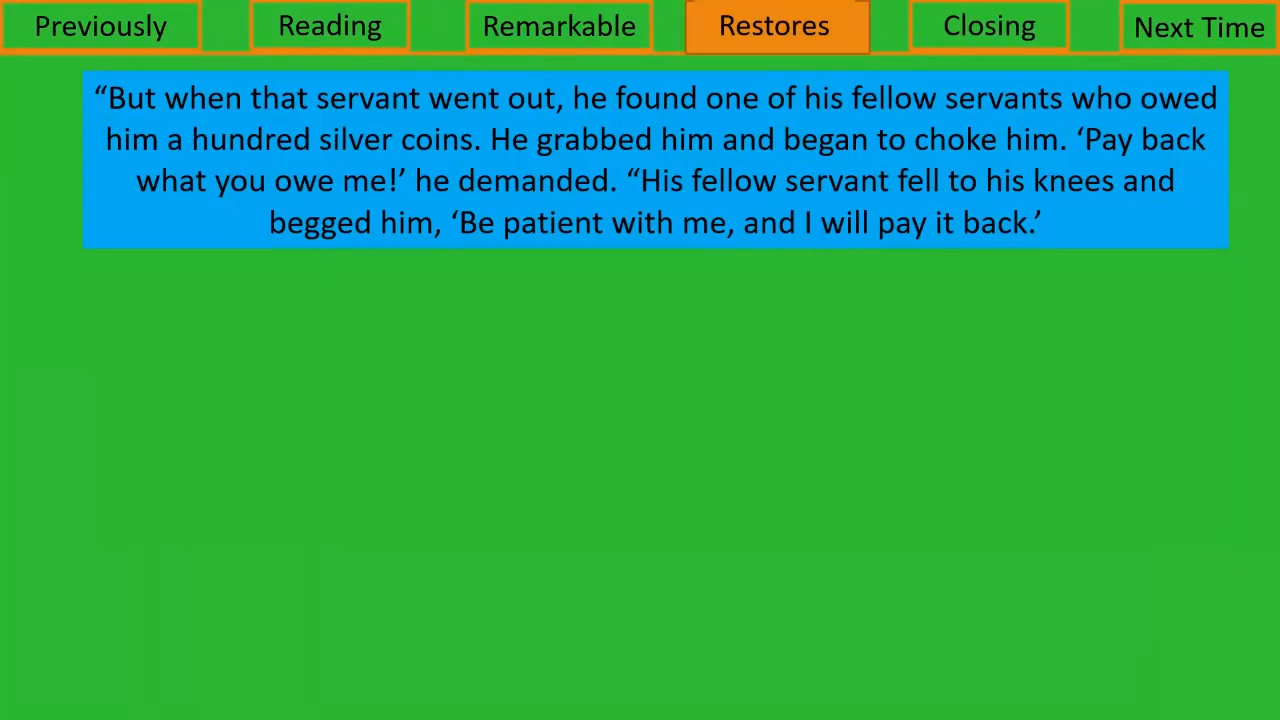 Previously
Reading
Remarkable
Restores
Closing
Next Time
“But when that servant went out, he found one of his fellow servants who owed
him a hundred silver coins. He grabbed him and began to choke him. ‘Pay back
what you owe me!’ he demanded. “His fellow servant fell to his knees and
begged him, ‘Be patient with me, and I will pay it back.’